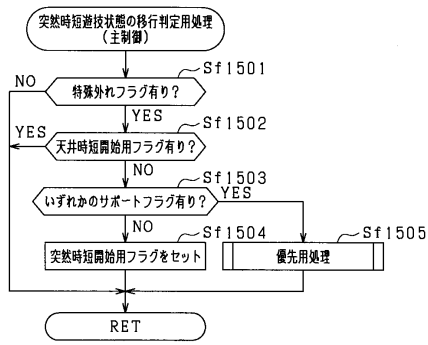 突然時短遊技状態の移行判定用処理
(主制御)
Sf1501
NO
特殊外れフラグ有り?
YES
Sf1502
YES
天井時短開始用フラグ有り?
NO
Sf1503
いずれかのサポートフラグ有り?
YES
NO
Sf1504
突然時短開始用フラグをセット
Sf1505
優先用処理
RET